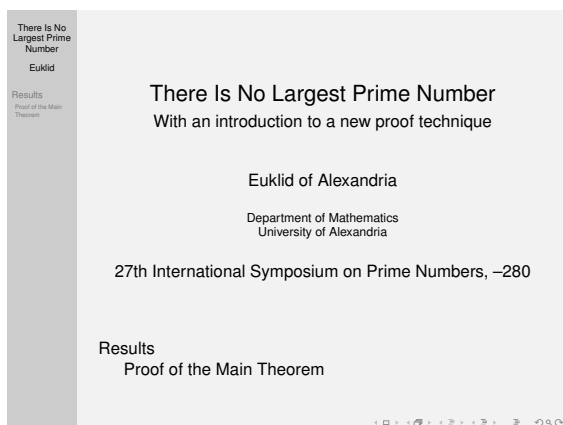 There Is No
Largest Prime
Number
Euklid
Results
Proof of the Main
Theorem
There Is No Largest Prime Number
With an introduction to a new proof technique
Euklid of Alexandria
Department of Mathematics
University of Alexandria
27th International Symposium on Prime Numbers, –280
Results
Proof of the Main Theorem